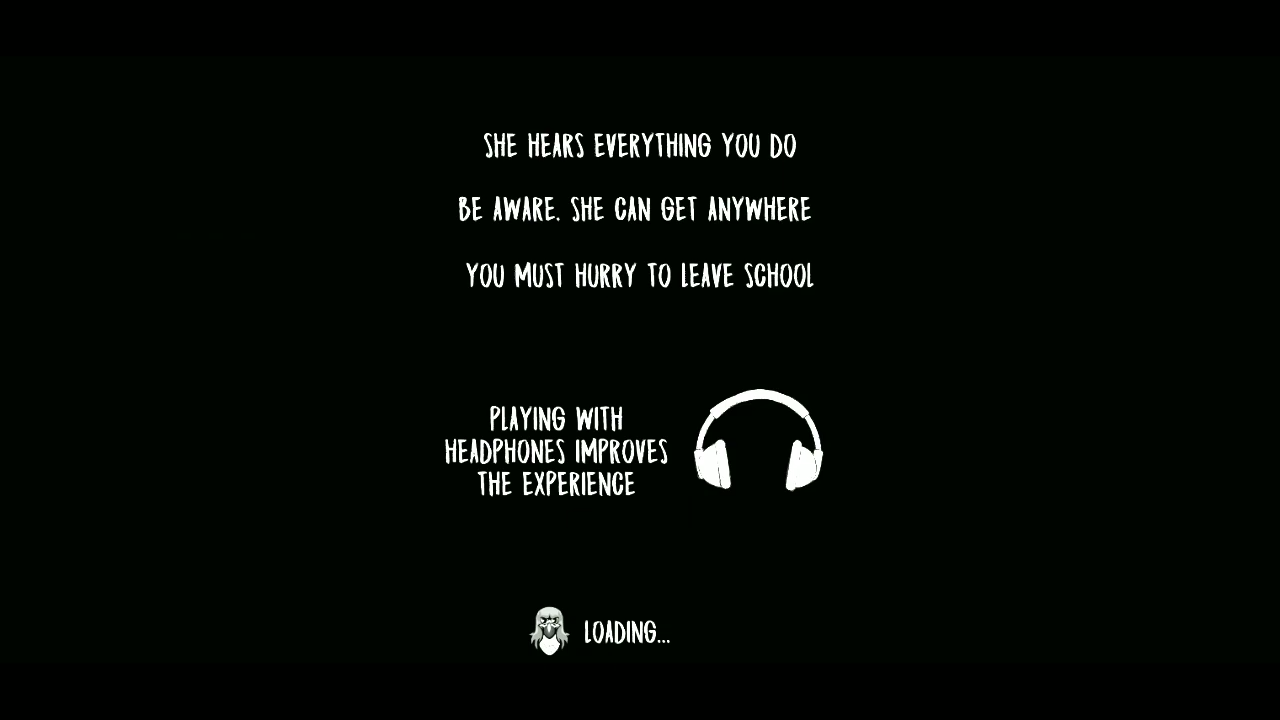 SHE HEARS EVERYTHING YOU DO
BE AWARE. SHE CAN GET ANYWHERE
YOU MUST HURRY TO LEAVE SCHOOL
PLAYING WITH
HEADPHONES IMPROVES
THE EXPERIENCE
LOADING...